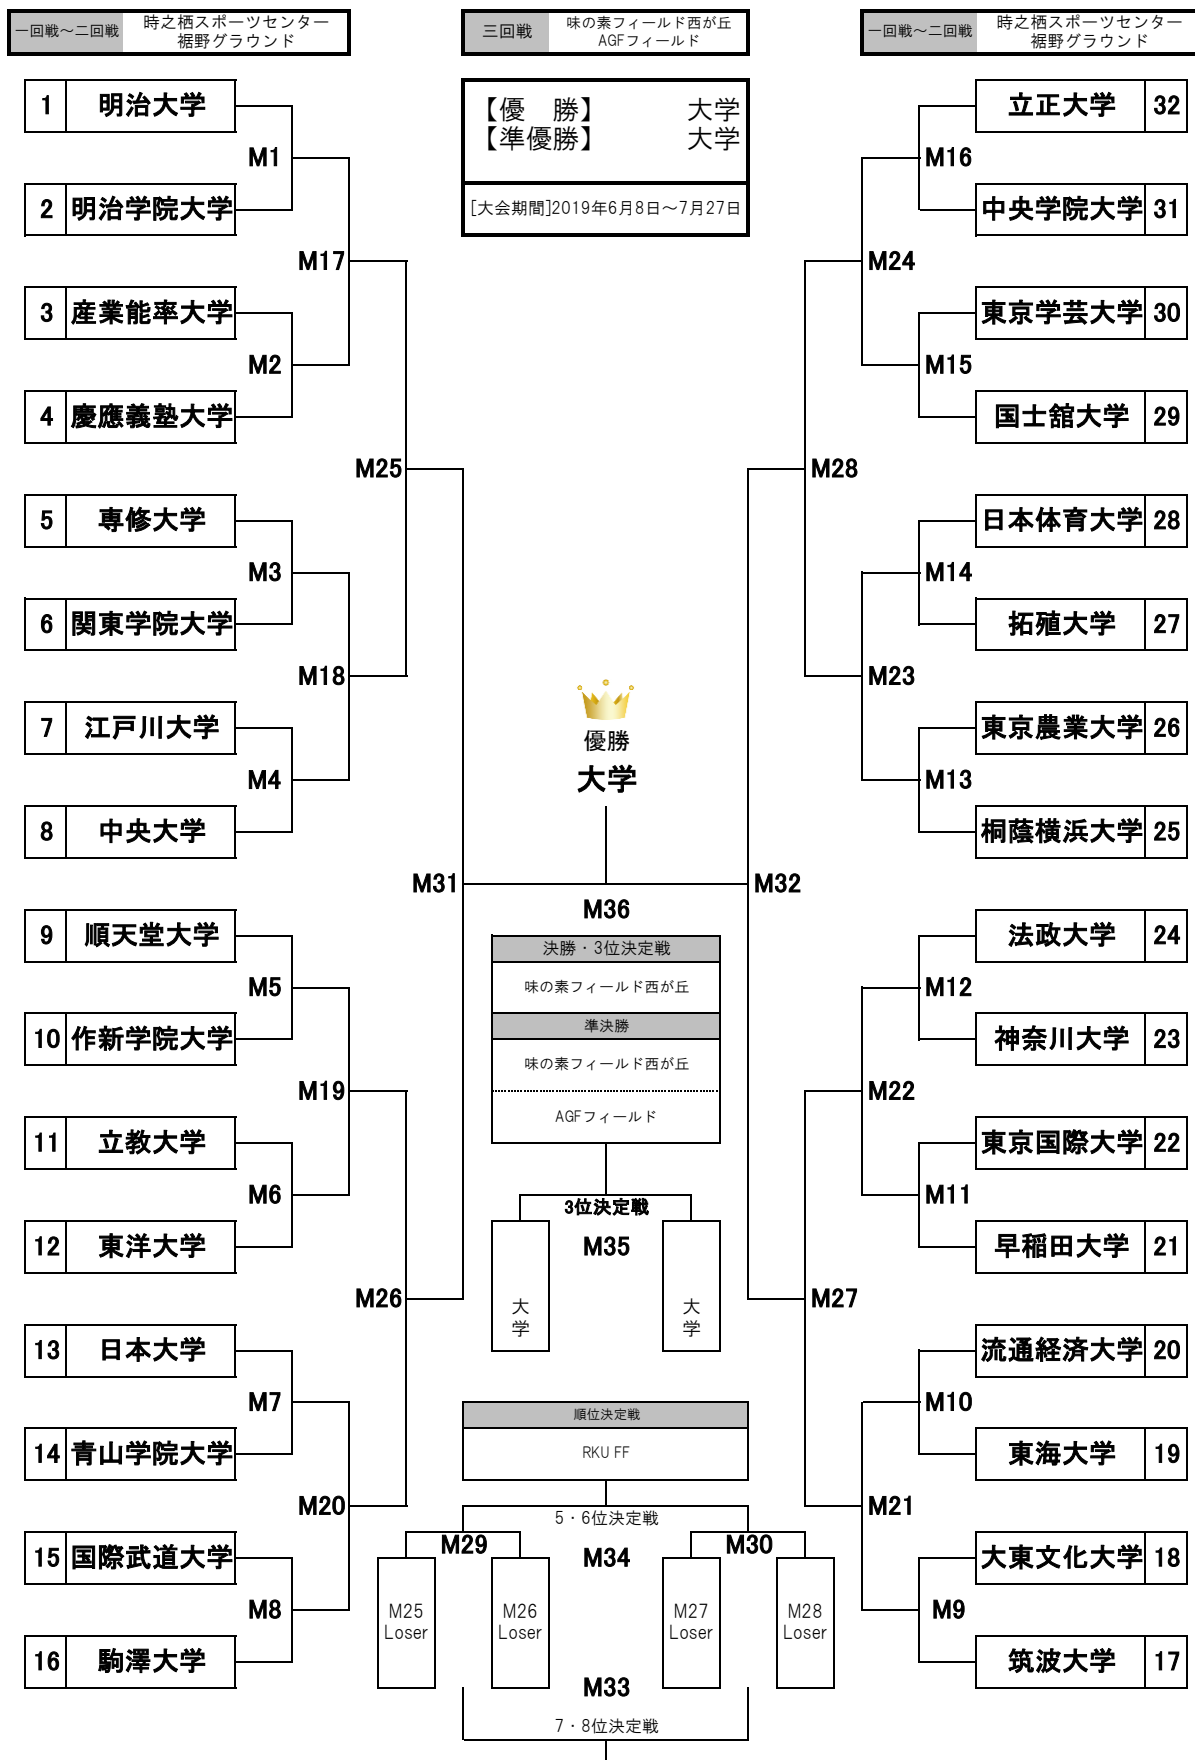 一回戦～二回戦
時之栖スポーツセンター
裾野グラウンド
三回戦
味の素フィールド西が丘
AGFフィールド
一回戦～二回戦
時之栖スポーツセンター
裾野グラウンド
【優　勝】 大学
【準優勝】 大学
[大会期間]2019年6月8日～7月27日
1 明治大学
M1
2 明治学院大学
M17
3 産業能率大学
M2
4 慶應義塾大学
M25
5 専修大学
M3
6 関東学院大学
M18
7 江戸川大学
M4
8 中央大学
M31
9 順天堂大学
M5
10 作新学院大学
M19
11 立教大学
M6
12 東洋大学
M26
13 日本大学
M7
14 青山学院大学
M20
15 国際武道大学
M8
16 駒澤大学
優勝
大学
M36
決勝・3位決定戦
味の素フィールド西が丘
準決勝
味の素フィールド西が丘
AGFフィールド
3位決定戦
M35
大学
大学
順位決定戦
RKU FF
5・6位決定戦
M29
M34
M30
M25
Loser
M26
Loser
M27
Loser
M28
Loser
M33
7・8位決定戦
立正大学 32
M16
中央学院大学 31
M24
東京学芸大学 30
M15
国士舘大学 29
M28
日本体育大学 28
M14
拓殖大学 27
M23
東京農業大学 26
M13
桐蔭横浜大学 25
M32
法政大学 24
M12
神奈川大学 23
M22
東京国際大学 22
M11
早稲田大学 21
M27
流通経済大学 20
M10
東海大学 19
M21
大東文化大学 18
M9
筑波大学 17